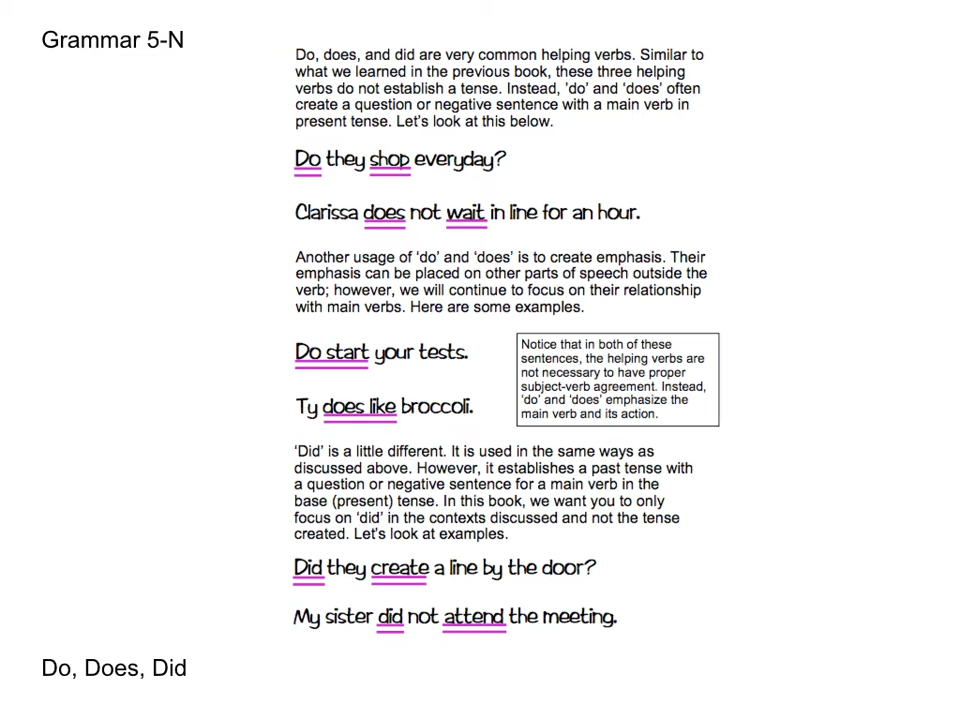 Grammar 5-N
Do, does, and did are very common helping verbs. Similar to
what we learned in the previous book, these three helping
verbs do not establish a tense. Instead, 'do' and 'does' often
create a question or negative sentence with a main verb in
present tense. Let's look at this below.
Do they shop everyday?
Clarissa does not wait in line for an hour.
Another usage of 'do' and 'does' is to create emphasis. Their
emphasis can be placed on other parts of speech outside the
verb; however, we will continue to focus on their relationship
with main verbs. Here are some examples.
Do start your tests.
Ty does like broccoli.
Notice that in both of these
sentences, the helping verbs are
not necessary to have proper
subject-verb agreement. Instead,
'do' and 'does' emphasize the
main verb and its action.
'Did' is a little different. It is used in the same ways as
discussed above. However, it establishes a past tense with
a question or negative sentence for a main verb in the
base (present) tense. In this book, we want you to only
focus on 'did' in the contexts discussed and not the tense
created. Let's look at examples.
Did they create a line by the door?
My sister did not attend the meeting.
Do, Does, Did